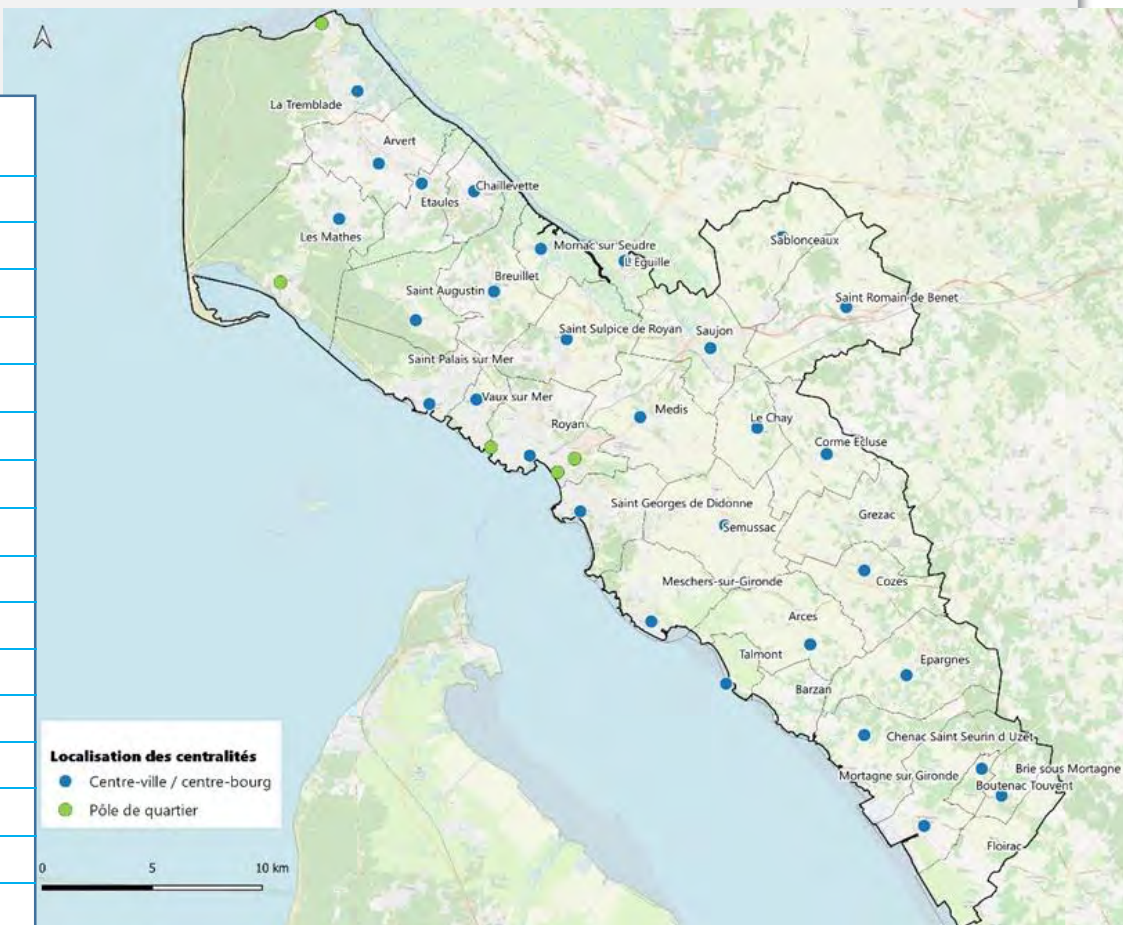 La Tremblade
Arvert
Chaillevette
Etaules
Les Mathes
Sablonceaux
Mornac sur Seudre
L'Eguille
Breuillet
Saint Augustin
Saint Romain de Benet
Saint Sulpice de Royan
Saujon
Saint Palais sur Mer
Vaux sur Mer
Medis
Le Chay
Royan
Corme Ecluse
Saint Georges de Didonne
Grezac
Semussac
Meschers-sur-Gironde
Cozes
Arces
Talmont
Epargnes
Barzan
Chenac Saint Seurin d Uzet
Mortagne sur Gironde
Brie sous Mortagne
Boutenac Touvent
Floirac
Localisation des centralités
Centre-ville / centre-bourg
Pôle de quartier
0 5 10 km